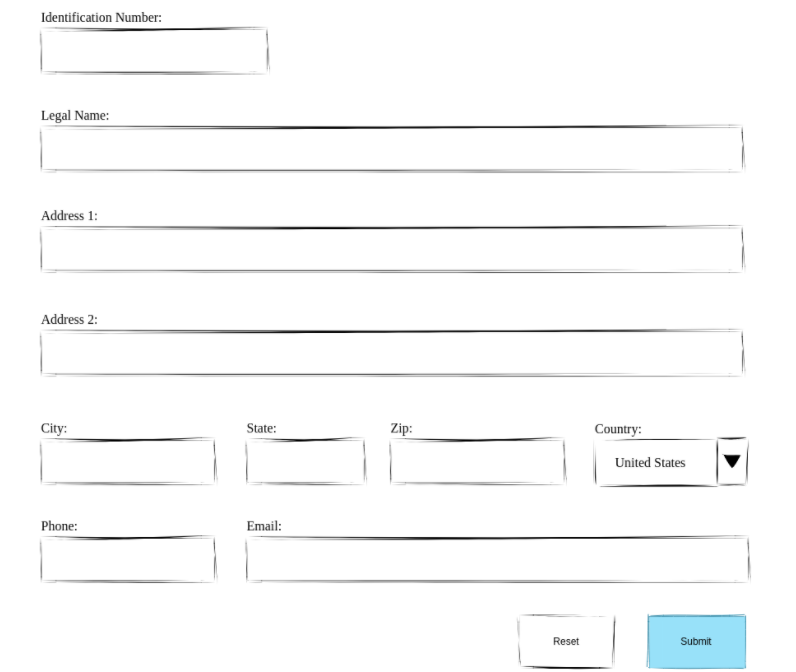 Identification Number:
Legal Name:
Address 1:
Address 2:
City: State: Zip: Country:
United States
Phone: Email:
Reset Submit